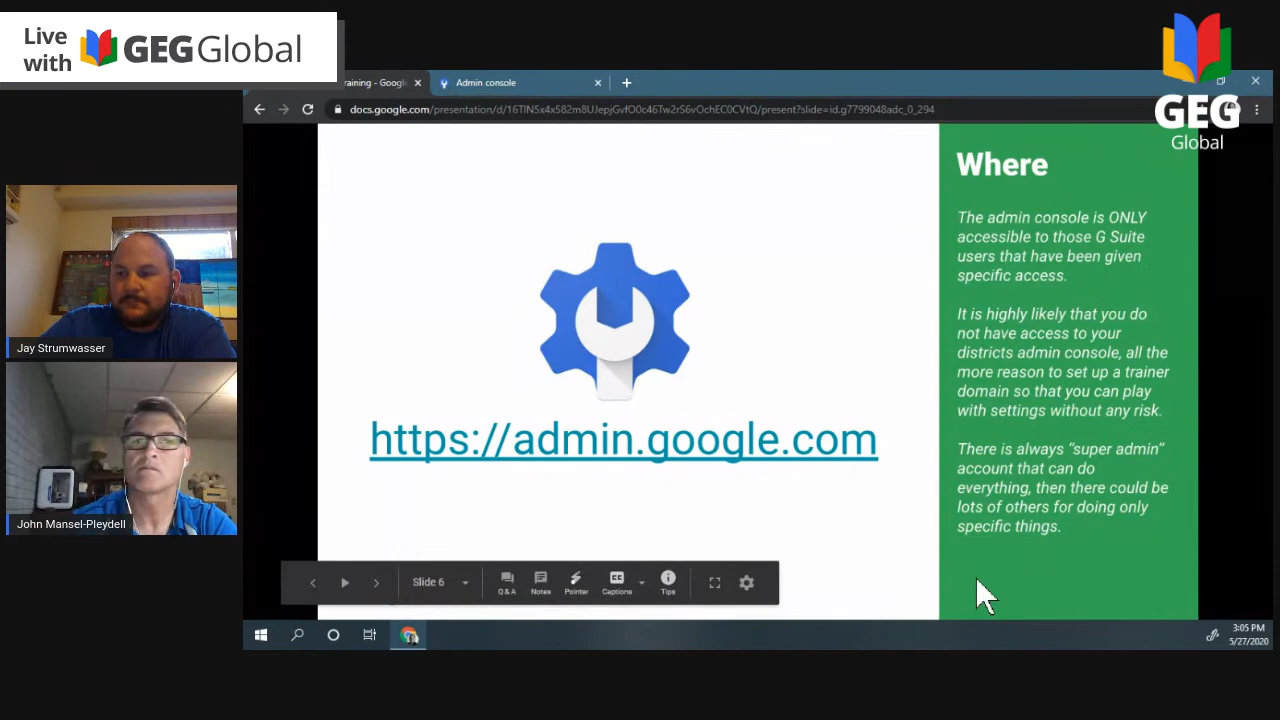 Live
with
GEG Global
raining - Google
Admin console
docs.google.com/presentation/d/16TlN5x4x582m8UJepjGvfO0c46Tw2rS6vOchEC0CVtQ/present?slide=id.g7799048adc_0_294
GEG
Global
Where
The admin console is ONLY
accessible to those G Suite
users that have been given
specific access.
It is highly likely that you do
not have access to your
districts admin console, all the
more reason to set up a trainer
domain so that you can play
with settings without any risk.
There is always “super admin”
account that can do
everything, then there could be
lots of others for doing only
specific things.
https://admin.google.com
Jay Strumwasser
John Mansel-Pleydell
Slide 6
Q & A
Notes
Pointer
CC
Captions
Tips
3:05 PM
5/27/2020